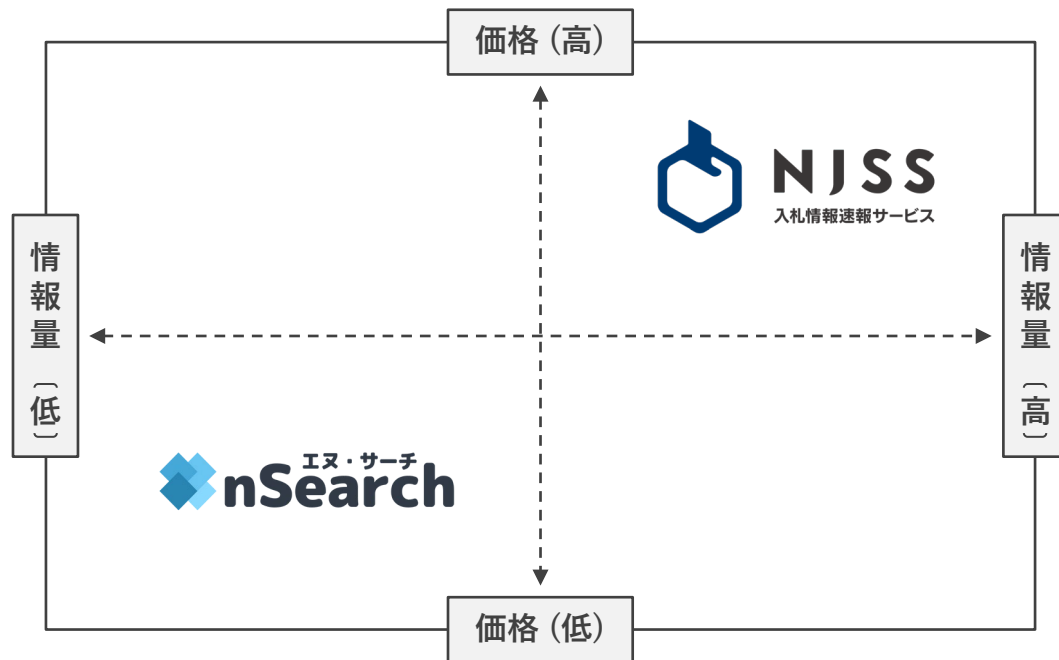 価格（高）
NJSS
入札情報速報サービス
情報量（低）
情報量（高）
エヌ・サーチ
nSearch
価格（低）